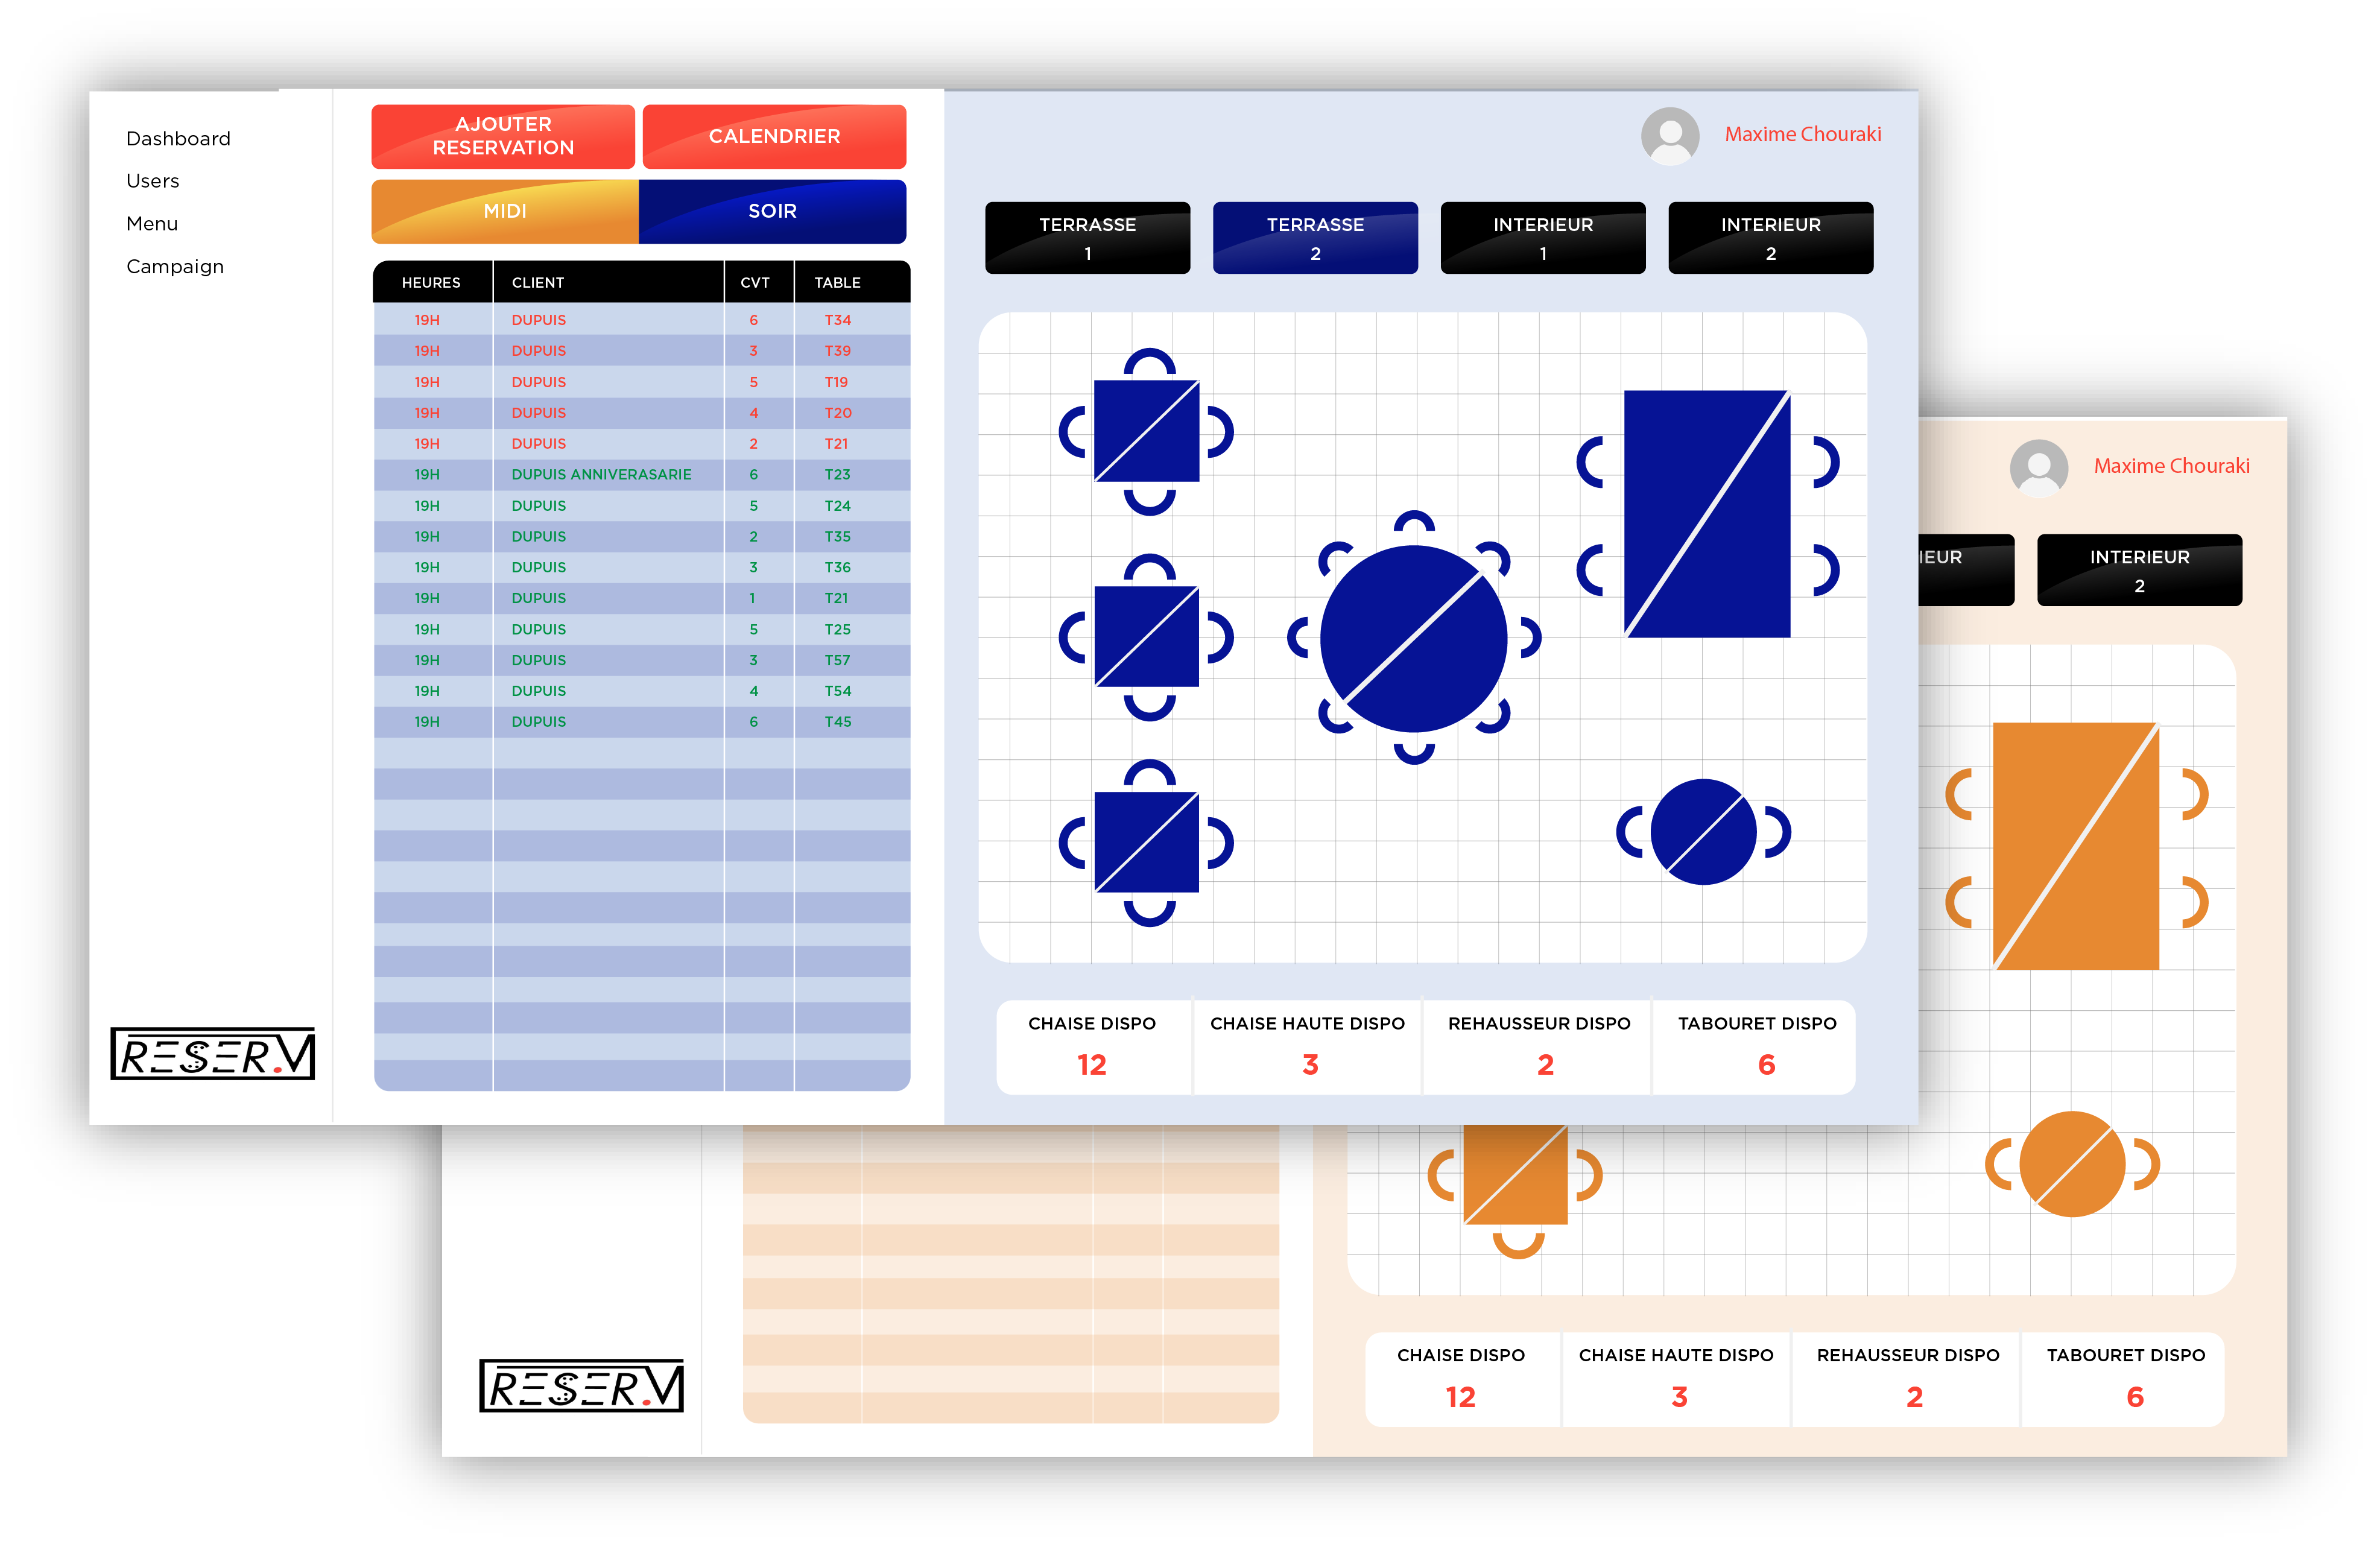 Dashboard
Users
Menu
Campaign
AJOUTER
RESERVATION
CALENDRIER
MIDI
SOIR
HEURES CLIENT CVT TABLE
19H DUPUIS 6 T34
19H DUPUIS 3 T39
19H DUPUIS 5 T19
19H DUPUIS 4 T20
19H DUPUIS 2 T21
19H DUPUIS ANNIVERASARIE 6 T23
19H DUPUIS 5 T24
19H DUPUIS 2 T35
19H DUPUIS 3 T36
19H DUPUIS 1 T21
19H DUPUIS 5 T25
19H DUPUIS 3 T57
19H DUPUIS 4 T54
19H DUPUIS 6 T45
RESER.V
Maxime Chouraki
TERRASSE
1
TERRASSE
2
INTERIEUR
1
INTERIEUR
2
CHAISE DISPO
12
CHAISE HAUTE DISPO
3
REHAUSSEUR DISPO
2
TABOURET DISPO
6
Maxime Chouraki
IEUR
INTERIEUR
2
RESER.V
CHAISE DISPO
12
CHAISE HAUTE DISPO
3
REHAUSSEUR DISPO
2
TABOURET DISPO
6